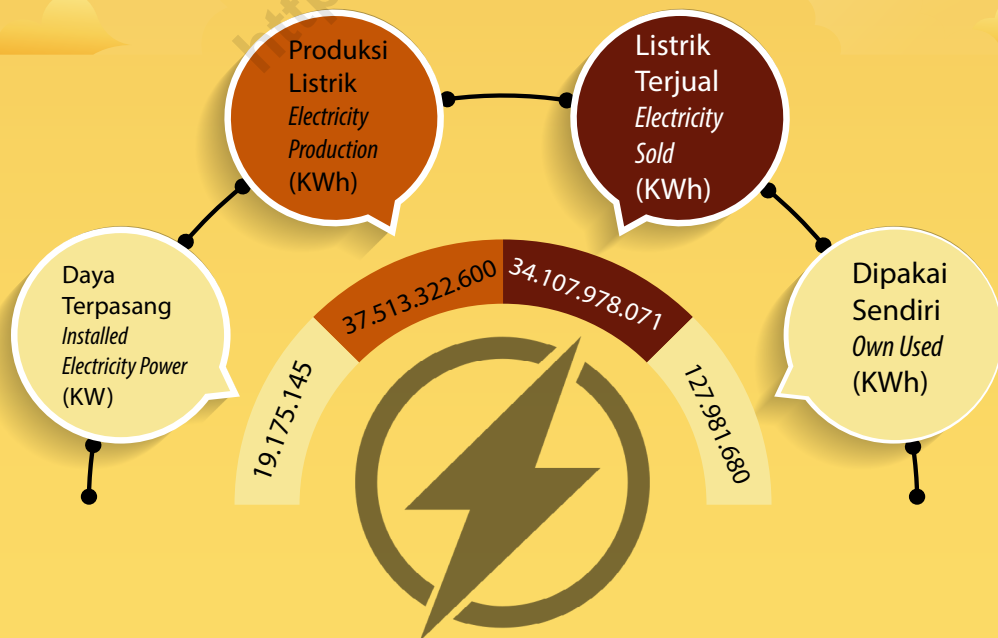 Produksi
Listrik
Electricity
Production
(KWh)
Listrik
Terjual
Electricity
Sold
(KWh)
Daya
Terpasang
Installed
Electricity Power
(KW)
Dipakai
Sendiri
Own Used
(KWh)
19.175.145
37.513.322.600
34.107.978.071
127.981.680